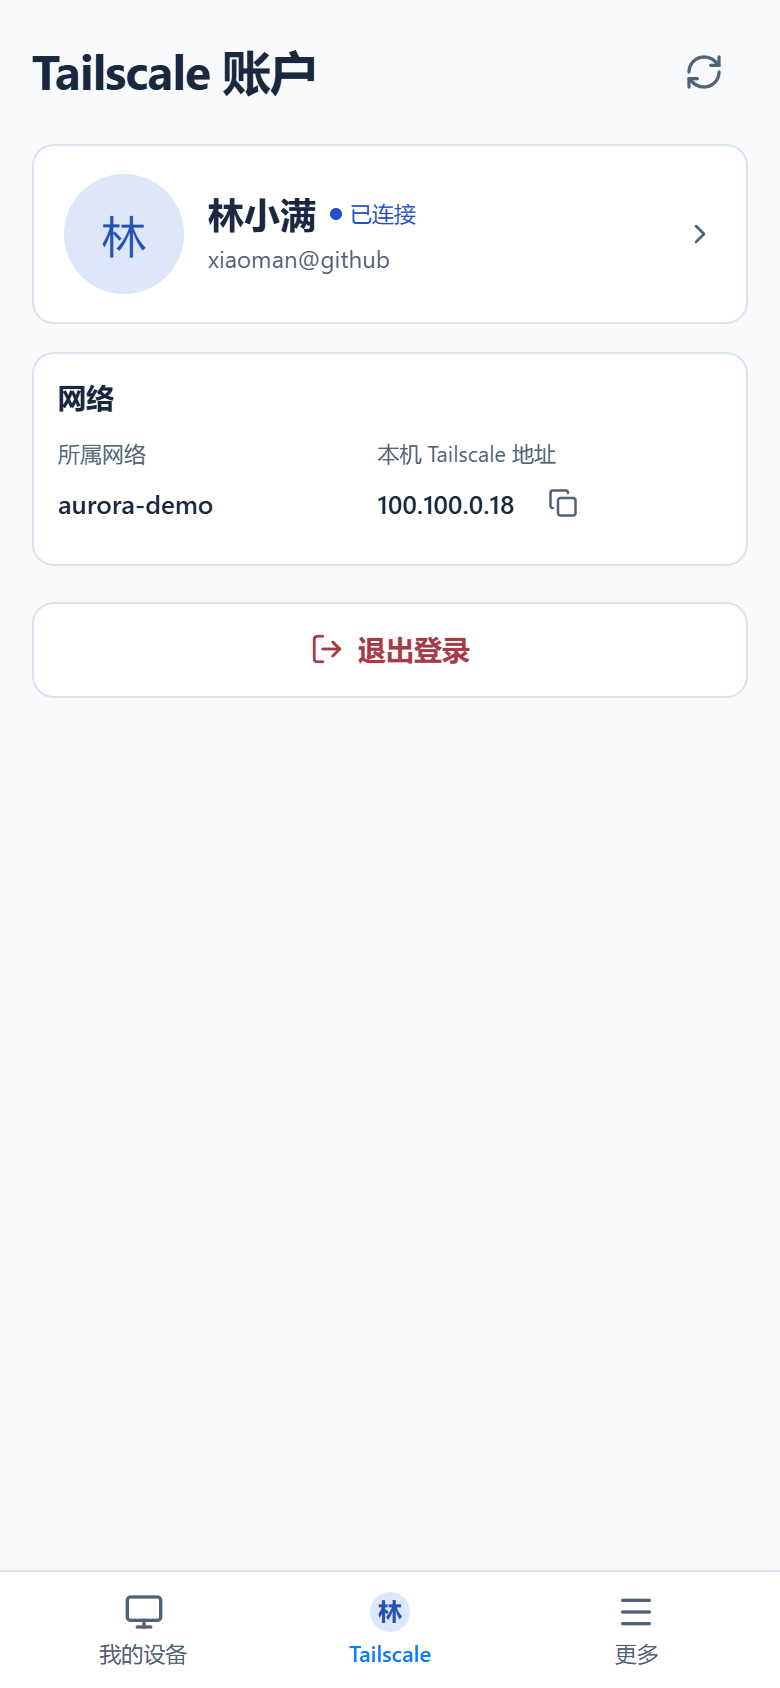 Tailscale 账户
林
林小满 已连接
xiaoman@github
网络
所属网络
本机 Tailscale 地址
aurora-demo
100.100.0.18
退出登录
林
我的设备
Tailscale
更多